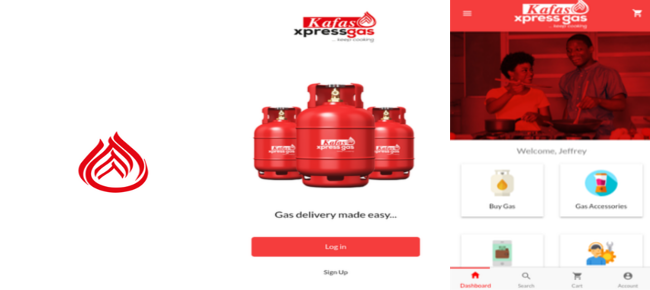 Kafas
xpressgas
... keep cooking
Kafas
xpress gas
Gas delivery made easy...
Log in
Sign Up
Kafas
xpress gas
... keep cooking
Welcome, Jeffrey
Buy Gas
Gas Accessories
Dashboard
Search
Cart
Account